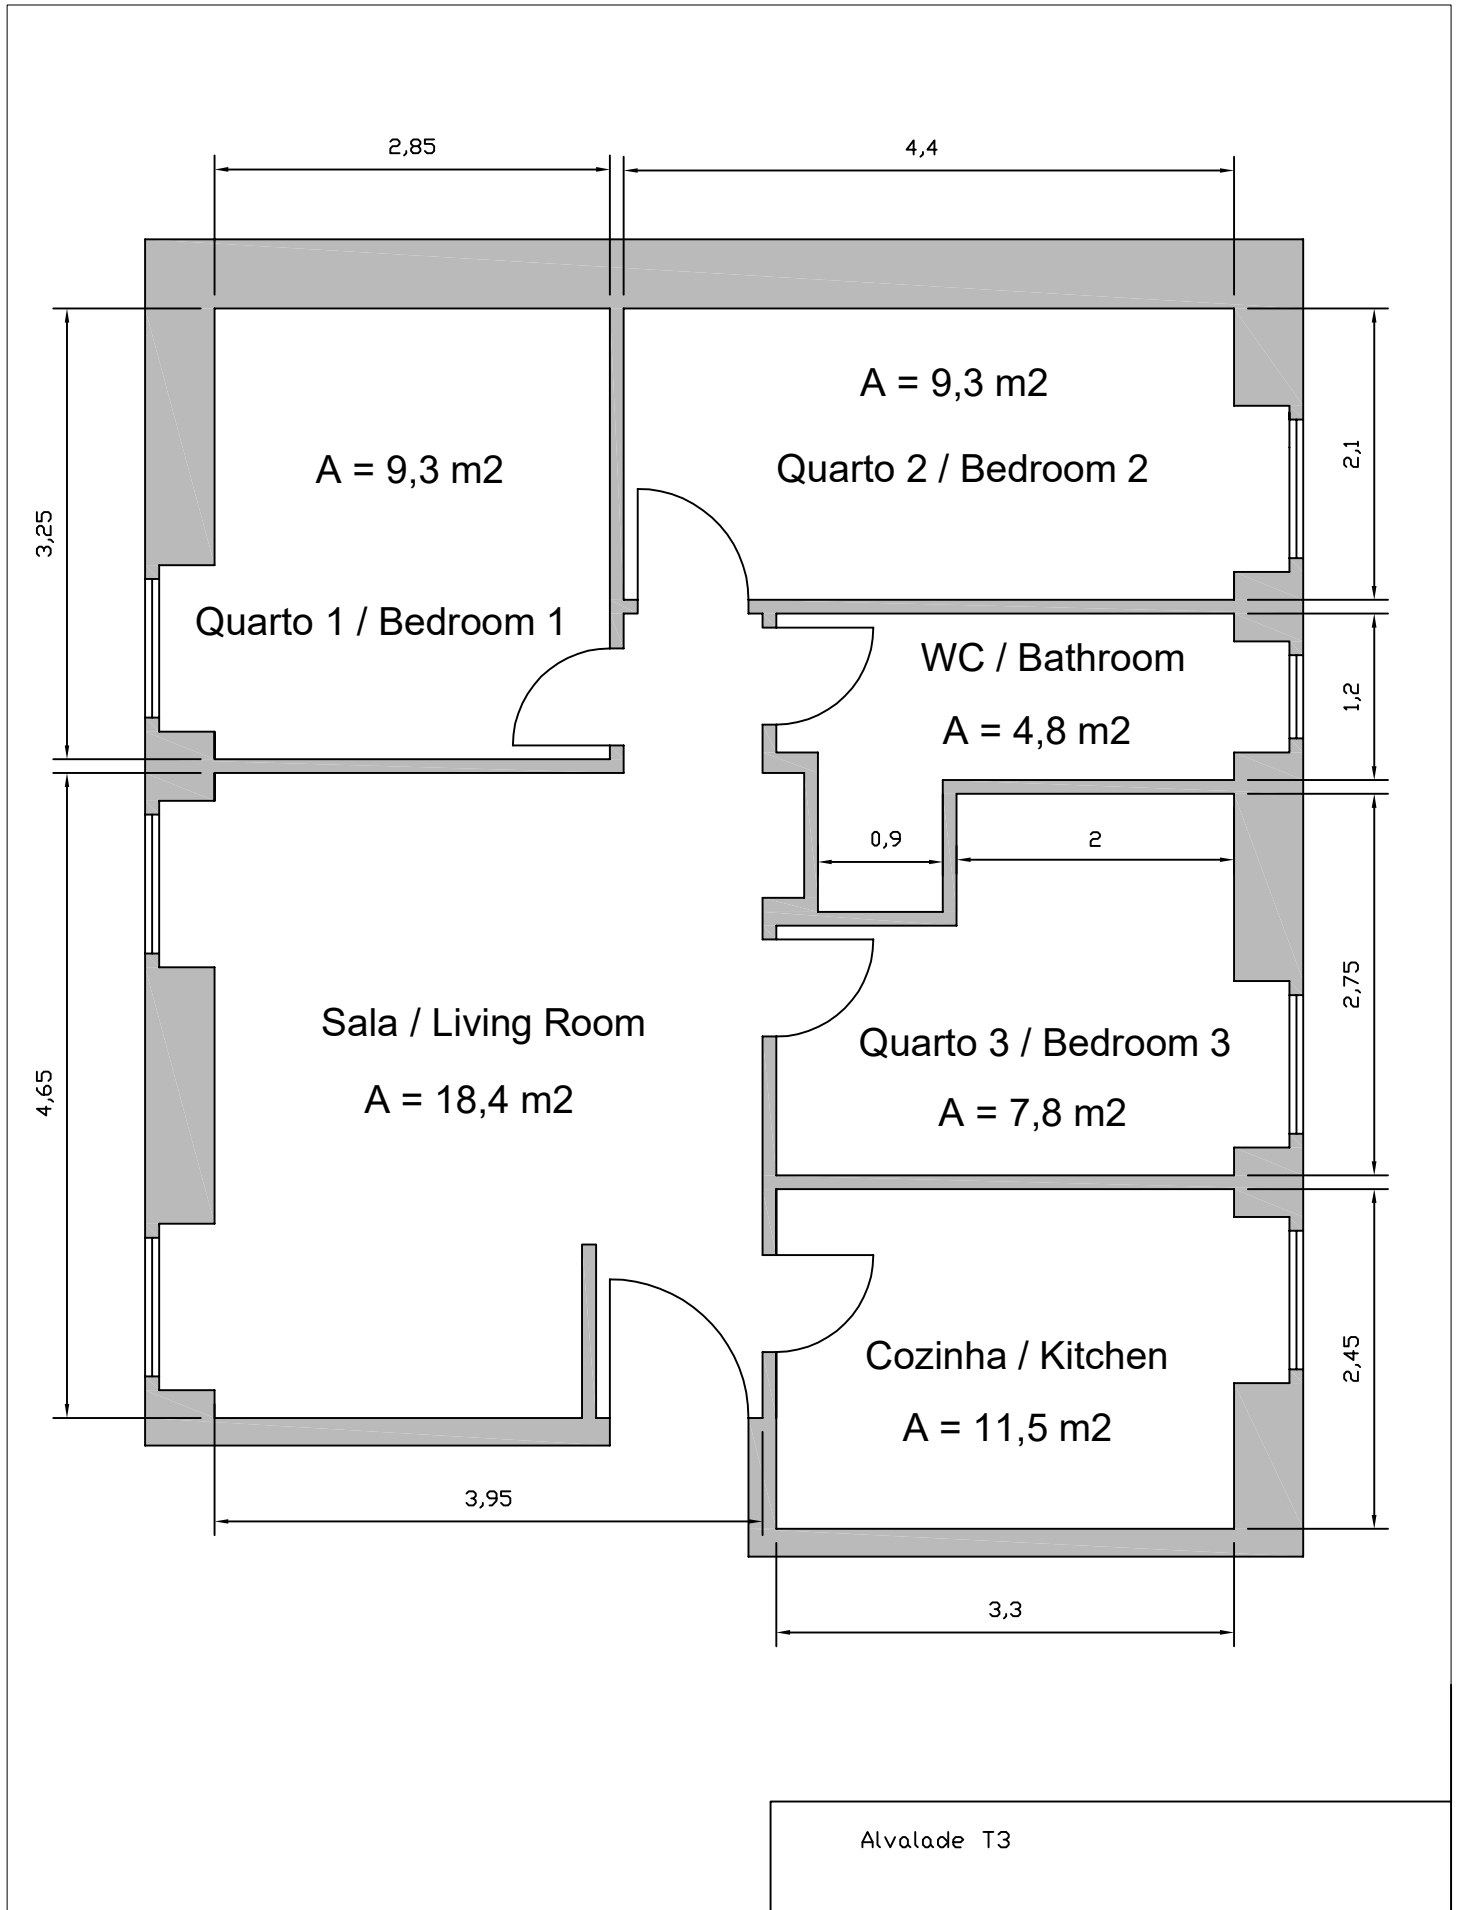 2,85
4,4
A = 9,3 m2
A = 9,3 m2
Quarto 2 / Bedroom 2
2,1
3,25
Quarto 1 / Bedroom 1
WC / Bathroom
A = 4,8 m2
1,2
0,9
2
Sala / Living Room
A = 18,4 m2
4,65
Quarto 3 / Bedroom 3
A = 7,8 m2
2,75
Cozinha / Kitchen
A = 11,5 m2
2,45
3,95
3,3
Alvalade T3